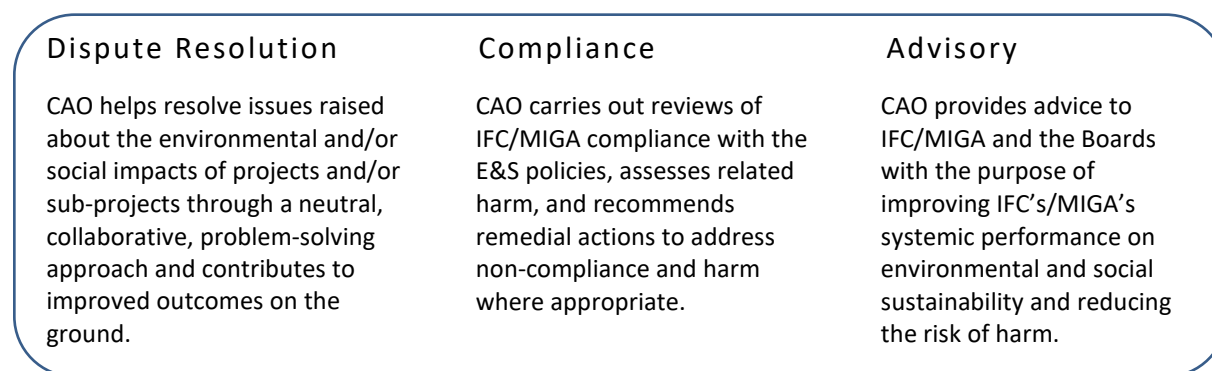 Dispute Resolution
CAO helps resolve issues raised
about the environmental and/or
social impacts of projects and/or
sub-projects through a neutral,
collaborative, problem-solving
approach and contributes to
improved outcomes on the
ground.
Compliance
CAO carries out reviews of
IFC/MIGA compliance with the
E&S policies, assesses related
harm, and recommends
remedial actions to address
non-compliance and harm
where appropriate.
Advisory
CAO provides advice to
IFC/MIGA and the Boards
with the purpose of
improving IFC’s/MIGA’s
systemic performance on
environmental and social
sustainability and reducing
the risk of harm.